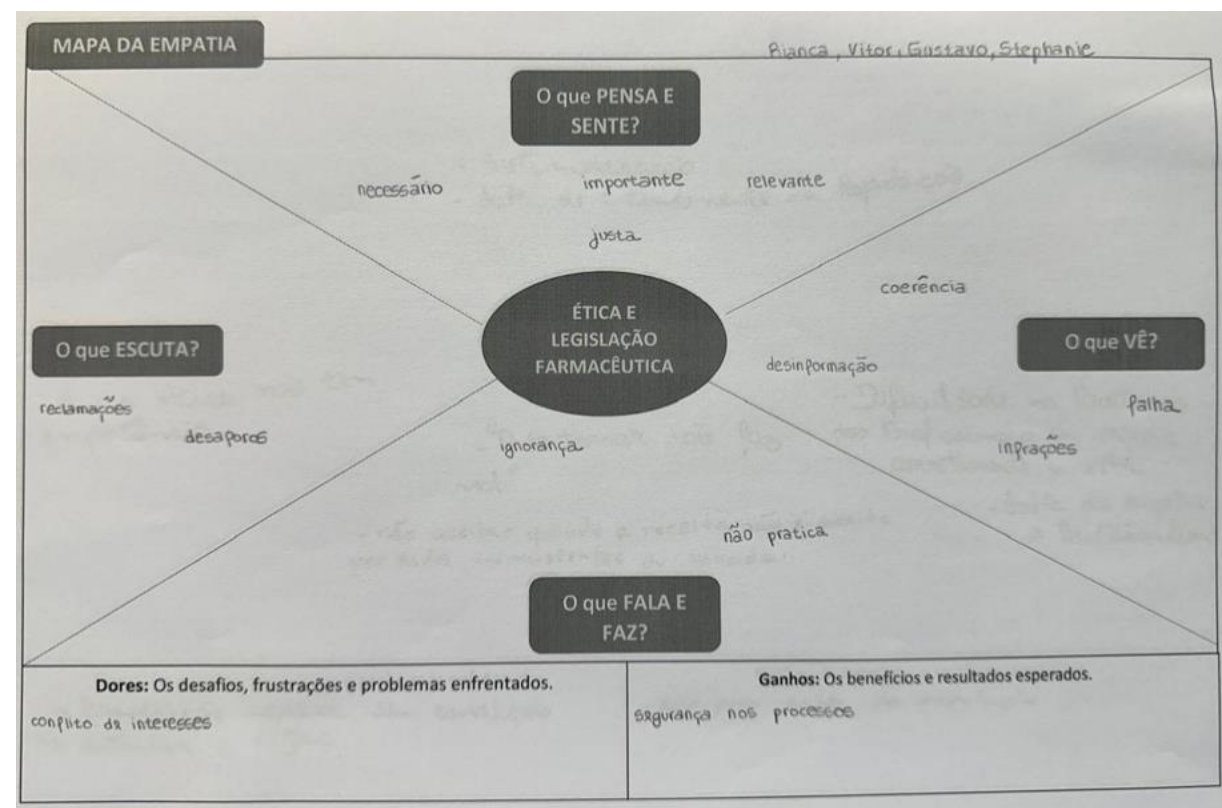 MAPA DA EMPATIA
Bianca, Vitor, Gustavo, Stephanie
O que PENSA E
SENTE?
necessário
importante
relevante
justa
coerência
ÉTICA E
LEGISLAÇÃO
FARMACÊUTICA
O que ESCUTA?
reclamações
desaforos
O que VÊ?
desinformação
falha
infrações
ignorança
não pratica
O que FALA E
FAZ?
Dores: Os desafios, frustrações e problemas enfrentados.
conflito de interesses
Ganhos: Os benefícios e resultados esperados.
segurança nos processos